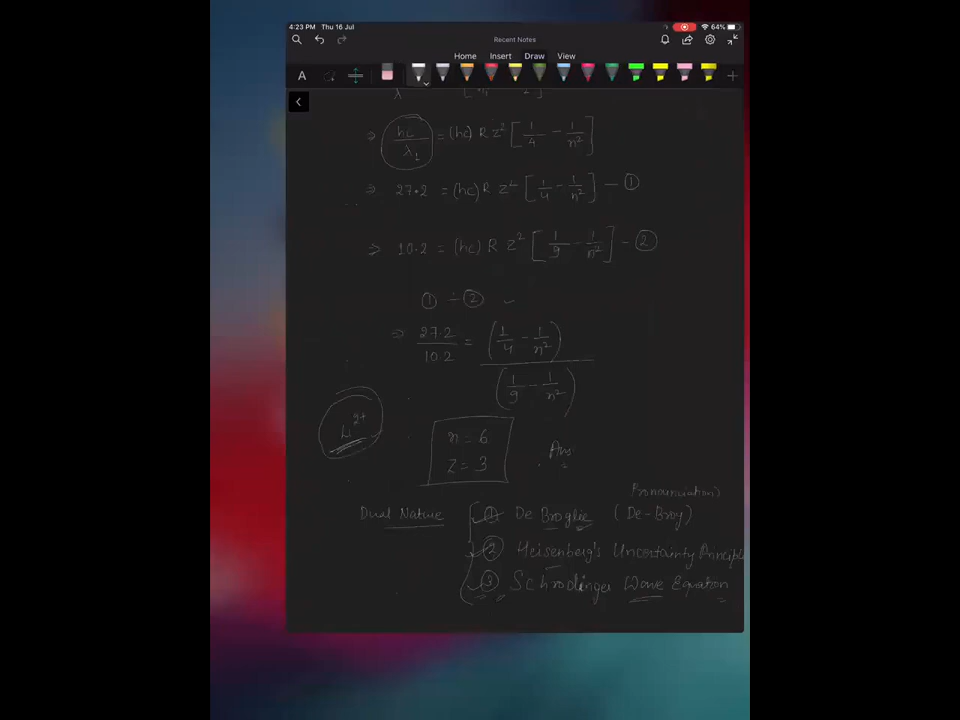 4:23 PM Thu 16 Jul
64%
Recent Notes
Home Insert Draw View
A
⇒ hc/λ₁ = (hc) R z² [1/4 − 1/n²]
⇒ 27.2 = (hc) R z² [1/4 − 1/n²] — ①
⇒ 10.2 = (hc) R z² [1/9 − 1/n²] — ②
① ÷ ②
⇒ 27.2/10.2 = (1/4 − 1/n²)/(1/9 − 1/n²)
Li²⁺
n = 6
z = 3
Ans
Pronounciation
Dual Nature
① De Broglie (De-Broy)
② Heisenberg's Uncertainty Principle
③ Schrodinger Wave Equation